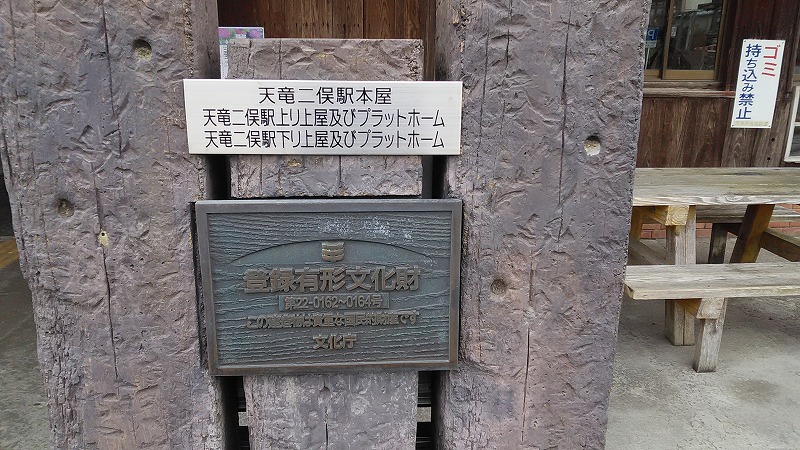 天竜二俣駅本屋
天竜二俣駅上り上屋及びプラットホーム
天竜二俣駅下り上屋及びプラットホーム
登録有形文化財
第22-0162~0164号
この建造物は貴重な国民的財産です
文化庁
ゴミ
持ち込み禁止